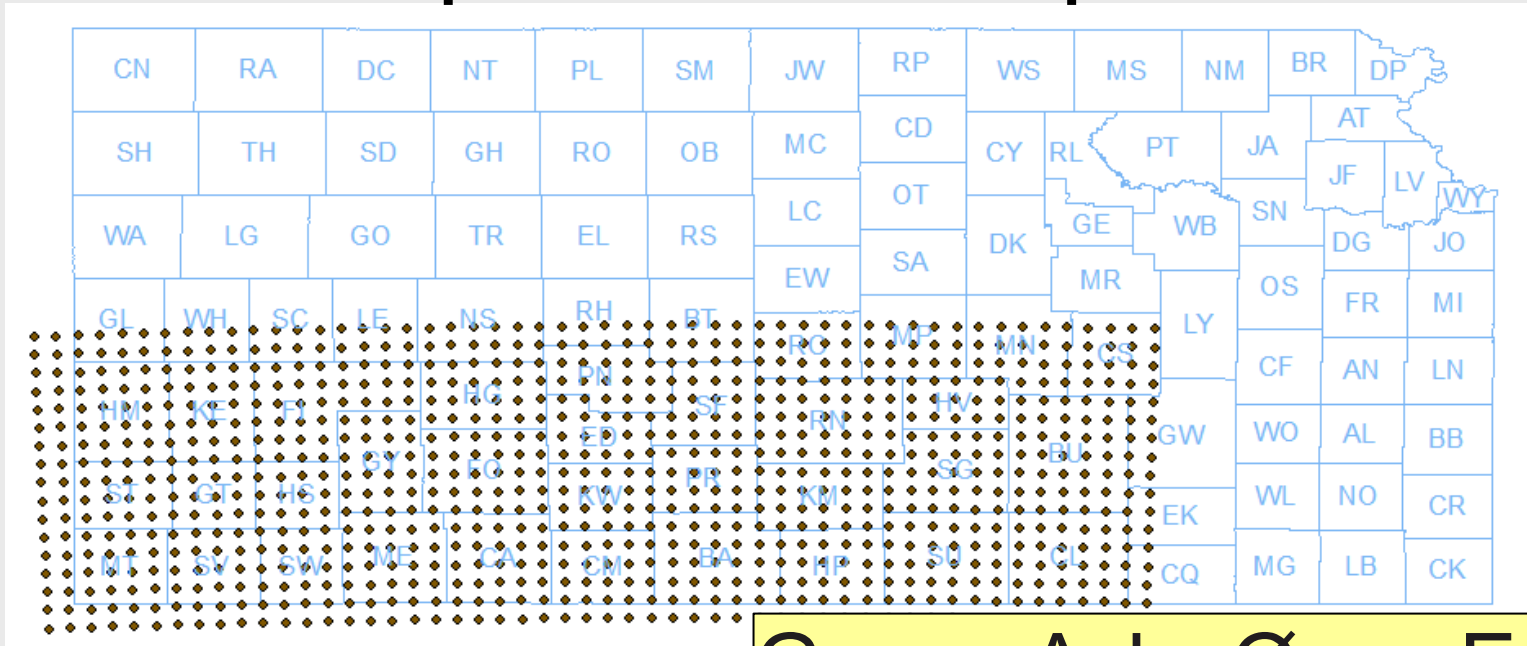 CN RA DC NT PL SM JW RP WS MS NM BR DP
SH TH SD GH RO OB MC CD CY RL PT JA AT
JF LV WY
LC OT GE WB SN
WA LG GO TR EL RS DK DG JO
EW SA MR OS FR MI
GL WH SC LE NS RH BT RC MP MN CS LY
HM KE FI HG PN SF RN HV CF AN LN
GY ED BU GW WO AL BB
ST GT HS FO KW PR KM SG EK WL NO CR
MT SV SW ME CA CM BA HP SU CL CQ MG LB CK